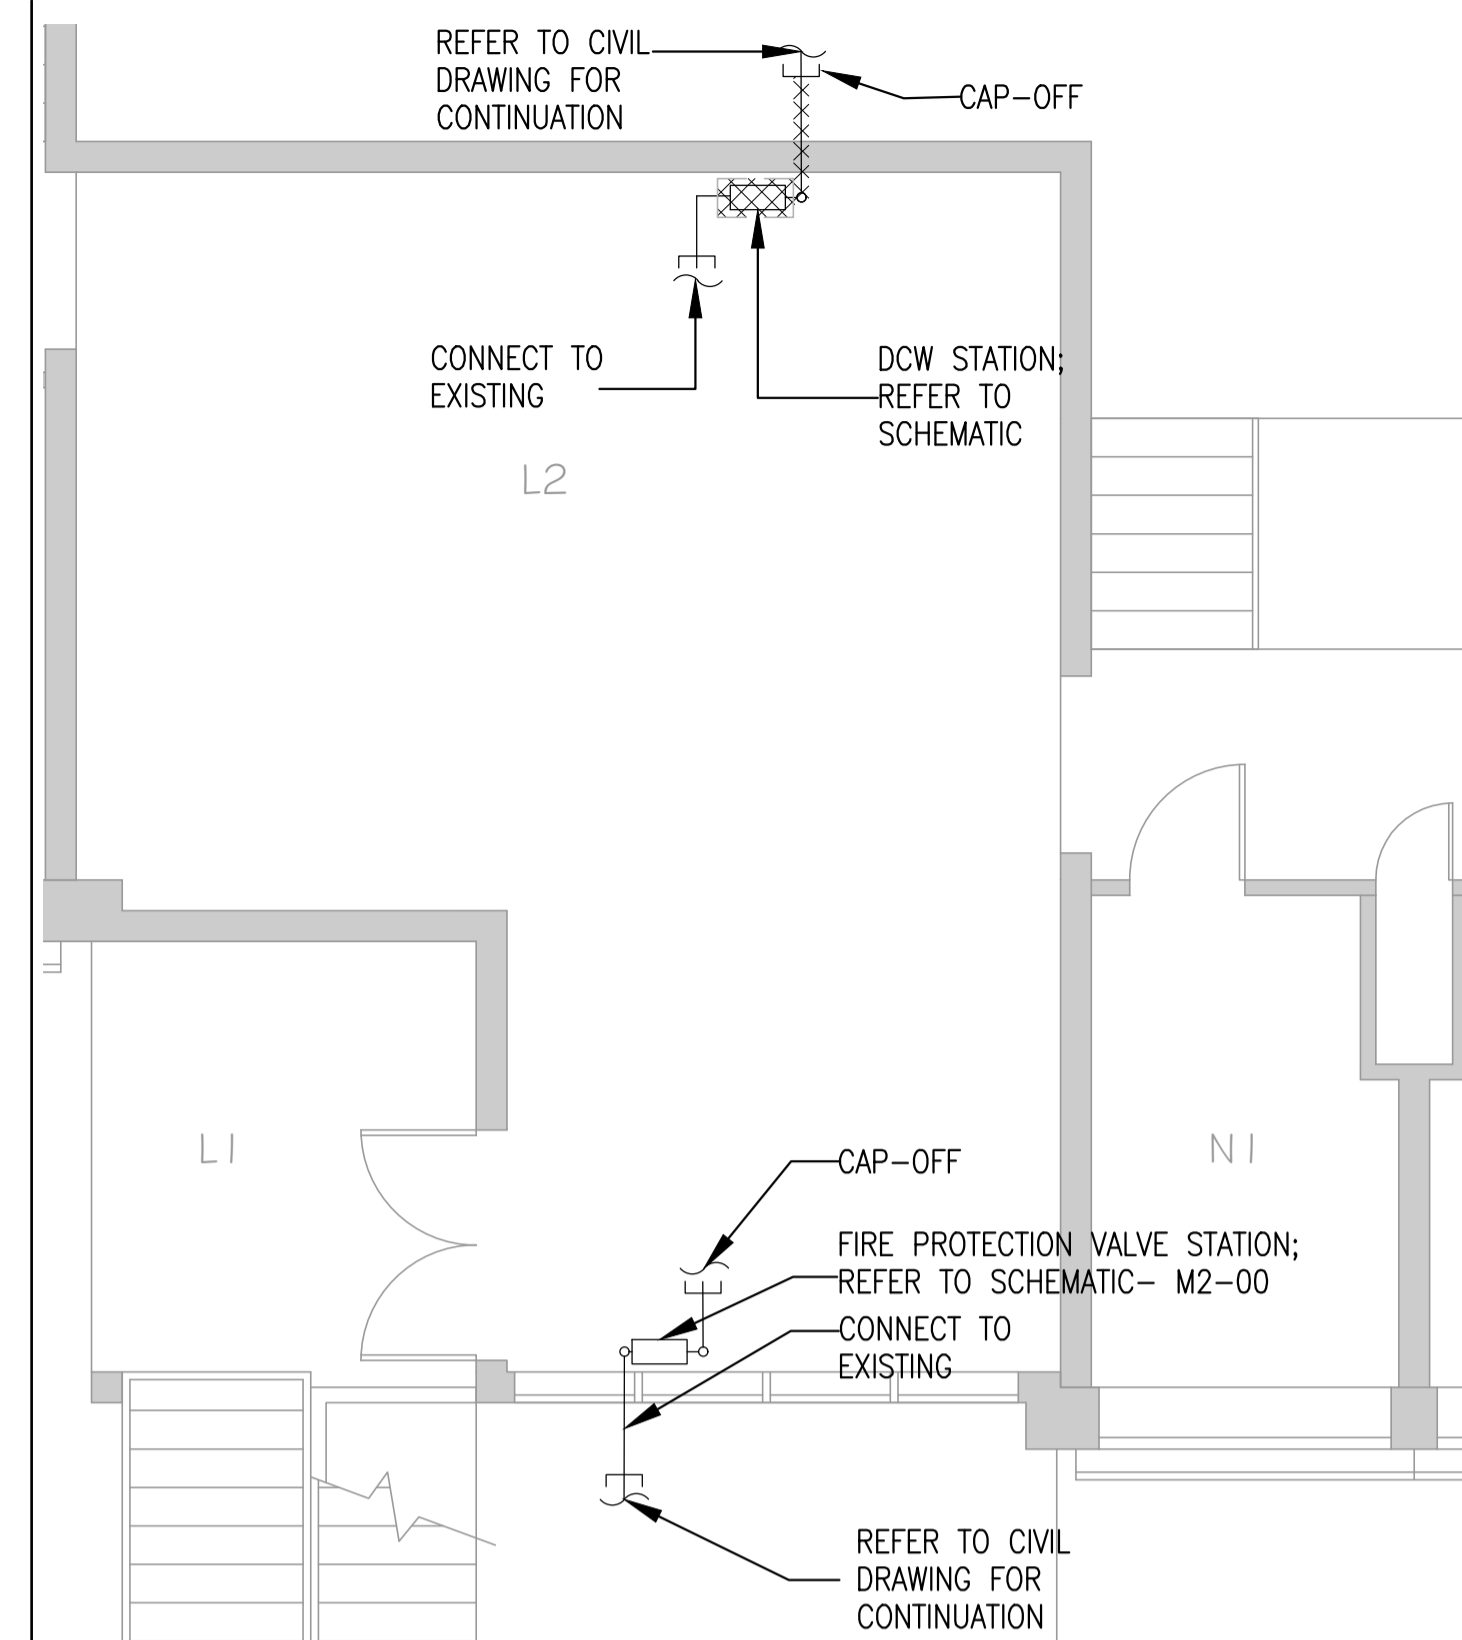 REFER TO CIVIL
DRAWING FOR
CONTINUATION
CAP-OFF
CONNECT TO
EXISTING
DCW STATION;
REFER TO
SCHEMATIC
L2
L1
N1
CAP-OFF
FIRE PROTECTION VALVE STATION;
REFER TO SCHEMATIC- M2-00
CONNECT TO
EXISTING
REFER TO CIVIL
DRAWING FOR
CONTINUATION